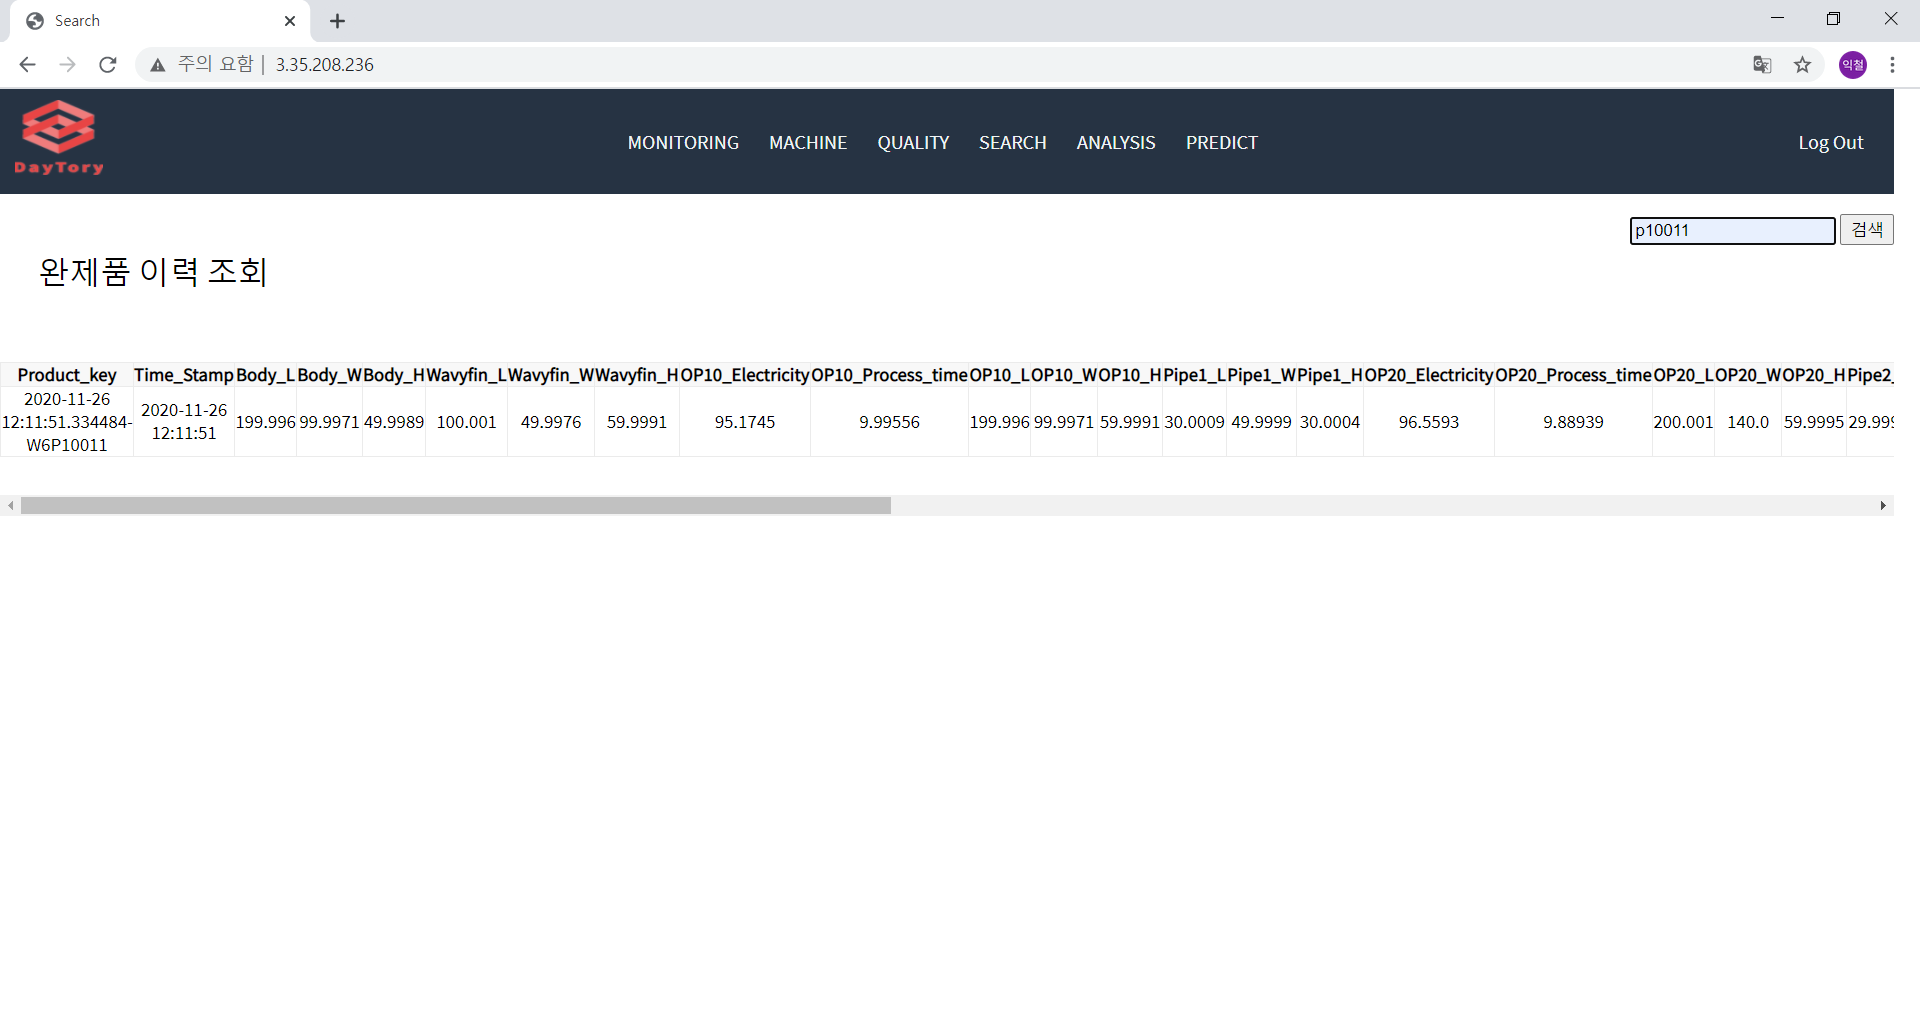 Search
주의 요함 | 3.35.208.236
익철
DayTory
MONITORING MACHINE QUALITY SEARCH ANALYSIS PREDICT Log Out
p10011 검색
완제품 이력 조회
Product_key Time_Stamp Body_L Body_W Body_H Wavyfin_L Wavyfin_W Wavyfin_H OP10_Electricity OP10_Process_time OP10_L OP10_W OP10_H Pipe1_L Pipe1_W Pipe1_H OP20_Electricity OP20_Process_time OP20_L OP20_W OP20_H Pipe2_
2020-11-26
12:11:51.334484-
W6P10011
2020-11-26
12:11:51
199.996 99.9971 49.9989 100.001 49.9976 59.9991 95.1745 9.99556 199.996 99.9971 59.9991 30.0009 49.9999 30.0004 96.5593 9.88939 200.001 140.0 59.9995 29.999